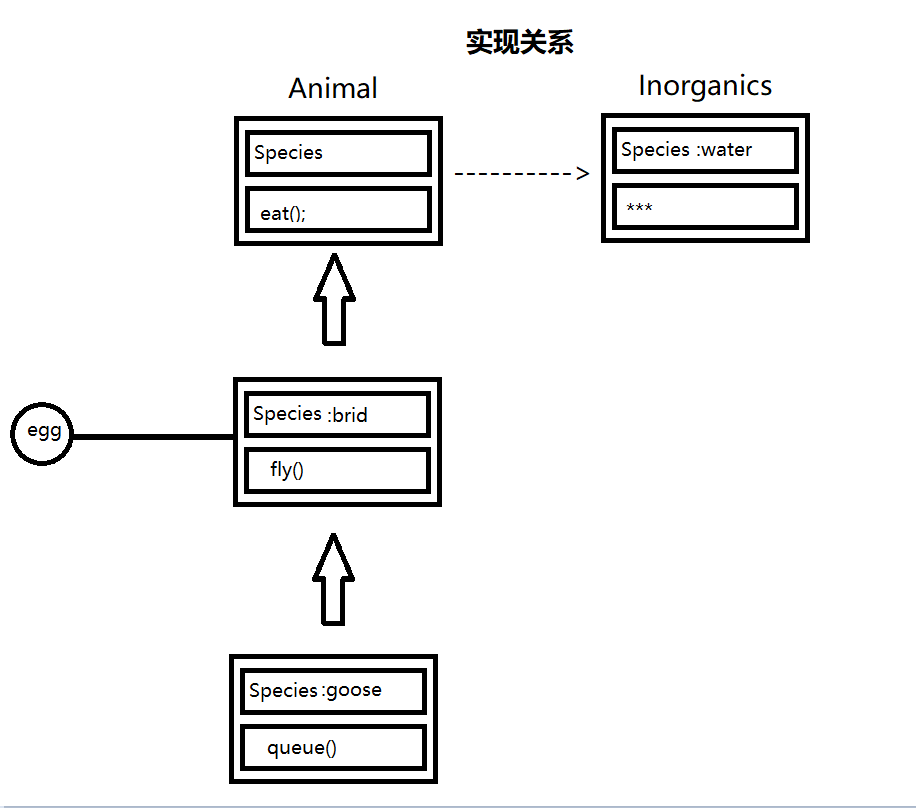 实现关系
Animal
Inorganics
Species
Species :water
eat();
---------->
***
egg
Species :brid
fly()
Species :goose
queue()